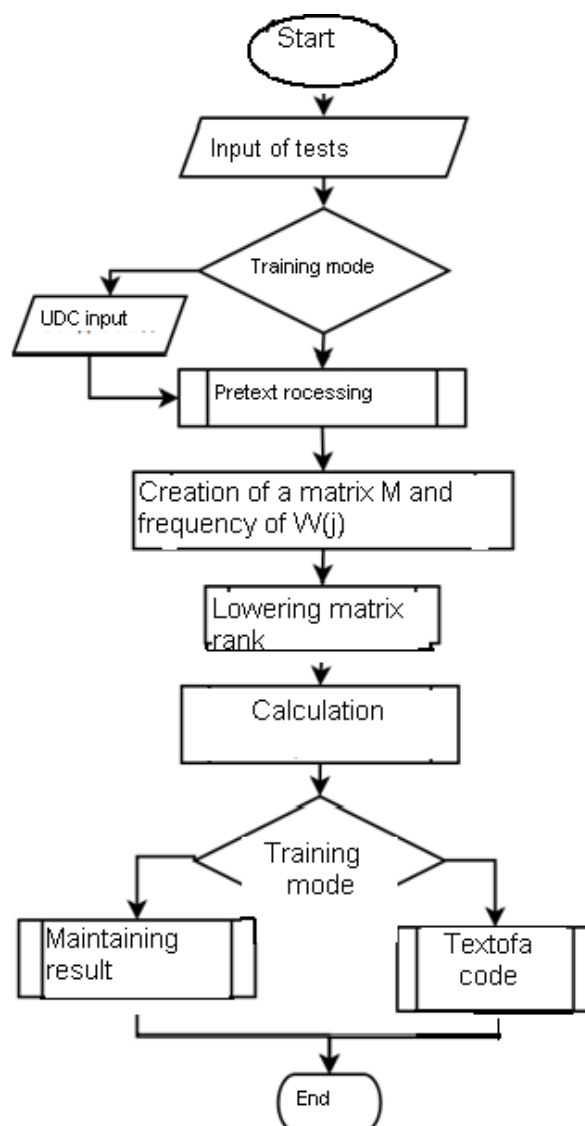 Start
Input of tests
Training mode
UDC input
Pretext rocessing
Creation of a matrix M and
frequency of W(j)
Lowering matrix
rank
Calculation
Training
mode
Maintaining
result
Textofa
code
End